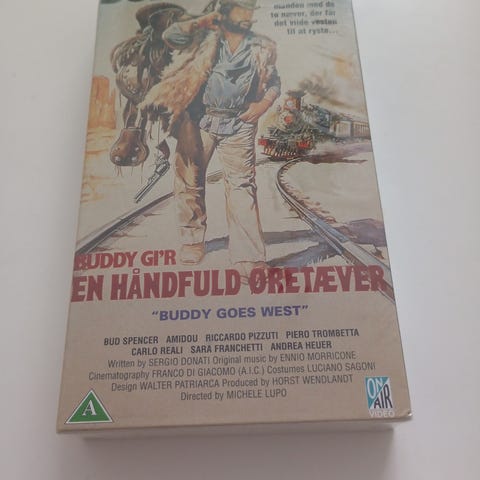 manden med de
to næver, der får
det vilde vesten
til at ryste...
BUDDY GI'R
EN HÅNDFULD ØRETÆVER
"BUDDY GOES WEST"
BUD SPENCER AMIDOU RICCARDO PIZZUTI PIERO TROMBETTA
CARLO REALI SARA FRANCHETTI ANDREA HEUER
Written by SERGIO DONATI Original music by ENNIO MORRICONE
Cinematography FRANCO DI GIACOMO (A.I.C.) Costumes LUCIANO SAGONI
Design WALTER PATRIARCA Produced by HORST WENDLANDT
Directed by MICHELE LUPO
A
ON
AIR
VIDEO